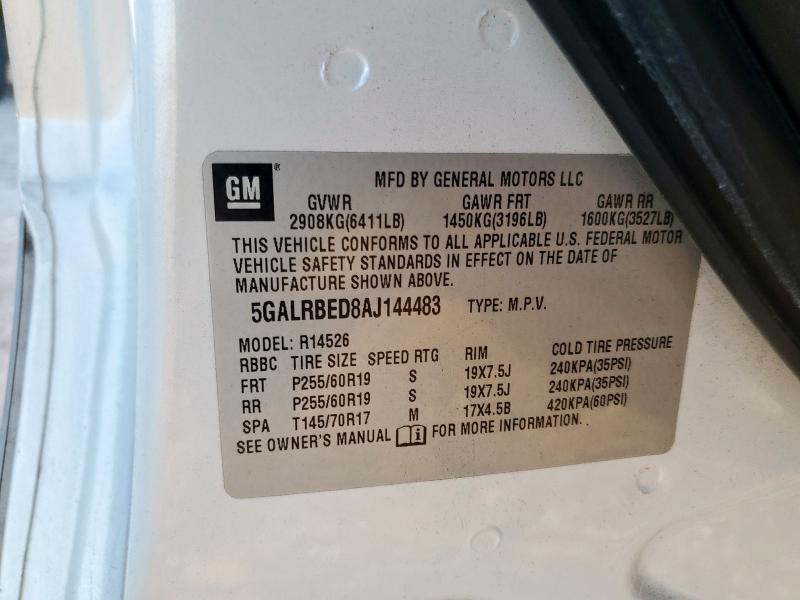 GM ® MFD BY GENERAL MOTORS LLC
GVWR GAWR FRT GAWR RR
2908KG(6411LB) 1450KG(3196LB) 1600KG(3527LB)
THIS VEHICLE CONFORMS TO ALL APPLICABLE U.S. FEDERAL MOTOR
VEHICLE SAFETY STANDARDS IN EFFECT ON THE DATE OF
MANUFACTURE SHOWN ABOVE.
5GALRBED8AJ144483 TYPE: M.P.V.
MODEL: R14526
RBBC TIRE SIZE SPEED RTG RIM COLD TIRE PRESSURE
FRT P255/60R19 S 19X7.5J 240KPA(35PSI)
RR P255/60R19 S 19X7.5J 240KPA(35PSI)
SPA T145/70R17 M 17X4.5B 420KPA(60PSI)
SEE OWNER'S MANUAL FOR MORE INFORMATION.